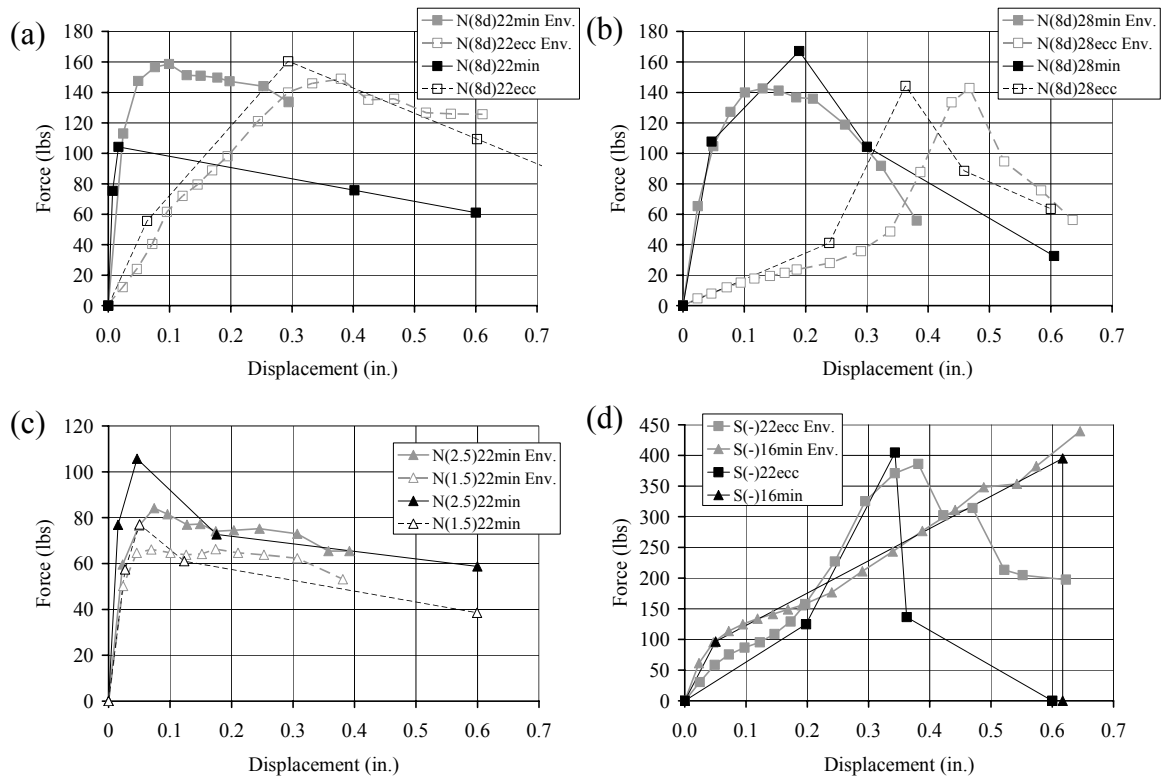 (a)
180
160
140
120
100
80
60
40
20
0
Force (lbs)
0 0.1 0.2 0.3 0.4 0.5 0.6 0.7
Displacement (in.)
N(8d)22min Env.
N(8d)22ecc Env.
N(8d)22min
N(8d)22ecc
(b)
180
160
140
120
100
80
60
40
20
0
Force (lbs)
0 0.1 0.2 0.3 0.4 0.5 0.6 0.7
Displacement (in.)
N(8d)28min Env.
N(8d)28ecc Env.
N(8d)28min
N(8d)28ecc
(c)
120
100
80
60
40
20
0
Force (lbs)
0 0.1 0.2 0.3 0.4 0.5 0.6 0.7
Displacement (in.)
N(2.5)22min Env.
N(1.5)22min Env.
N(2.5)22min
N(1.5)22min
(d)
450
400
350
300
250
200
150
100
50
0
Force (lbs)
0.0 0.1 0.2 0.3 0.4 0.5 0.6 0.7
Displacement (in.)
S(-)22ecc Env.
S(-)16min Env.
S(-)22ecc
S(-)16min